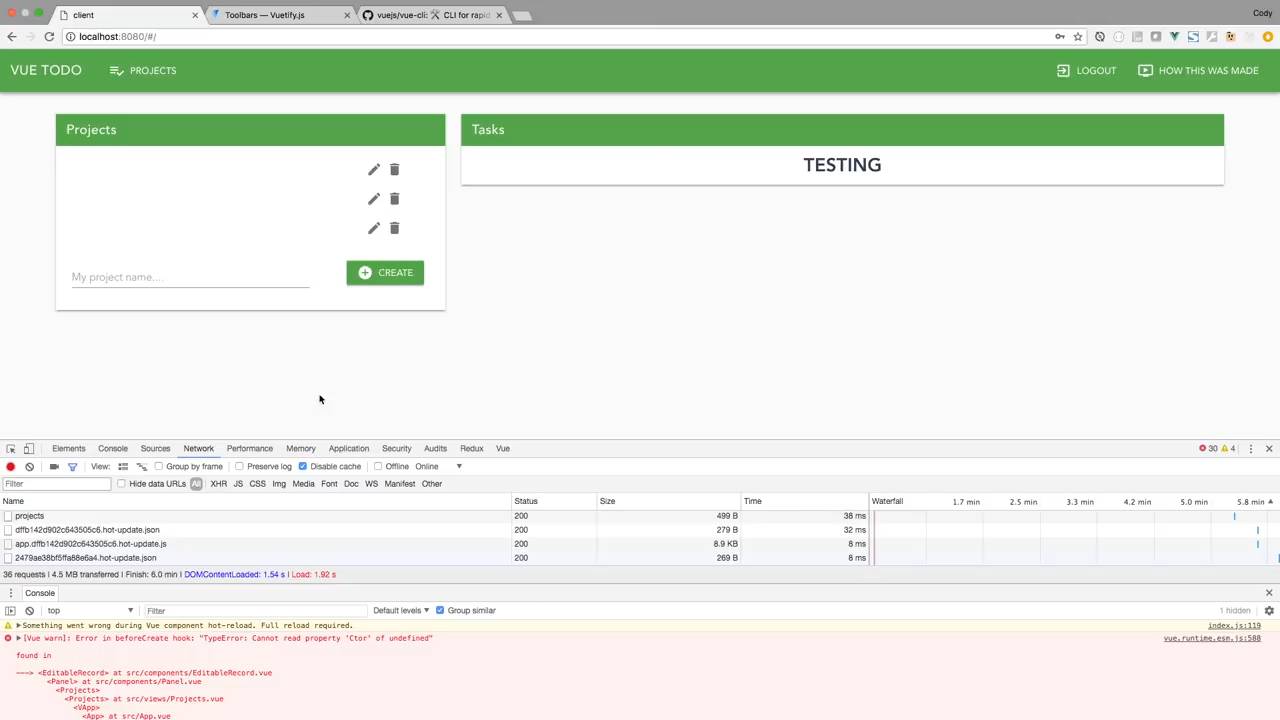 client
Toolbars — Vuetify.js
vuejs/vue-cli: 🛠 CLI for rapid
Cody
localhost:8080/#/
VUE TODO
PROJECTS
LOGOUT
HOW THIS WAS MADE
Projects
Tasks
TESTING
My project name....
CREATE
Elements Console Sources Network Performance Memory Application Security Audits Redux Vue
30 4
View: Group by frame Preserve log Disable cache Offline Online
Filter Hide data URLs All XHR JS CSS Img Media Font Doc WS Manifest Other
Name Status Size Time Waterfall 1.7 min 2.5 min 3.3 min 4.2 min 5.0 min 5.8 min
projects 200 499 B 38 ms
dffb142d902c643505c6.hot-update.json 200 279 B 32 ms
app.dffb142d902c643505c6.hot-update.js 200 8.9 KB 8 ms
2479ae38bf5ffa88e6a4.hot-update.json 200 269 B 8 ms
36 requests | 4.5 MB transferred | Finish: 6.0 min | DOMContentLoaded: 1.54 s | Load: 1.92 s
Console
top Filter Default levels Group similar 1 hidden
Something went wrong during Vue component hot-reload. Full reload required. index.js:119
[Vue warn]: Error in beforeCreate hook: "TypeError: Cannot read property 'Ctor' of undefined" vue.runtime.esm.js:588
found in
---> <EditableRecord> at src/components/EditableRecord.vue
<Panel> at src/components/Panel.vue
<Projects>
<Projects> at src/views/Projects.vue
<VApp>
<App> at src/App.vue